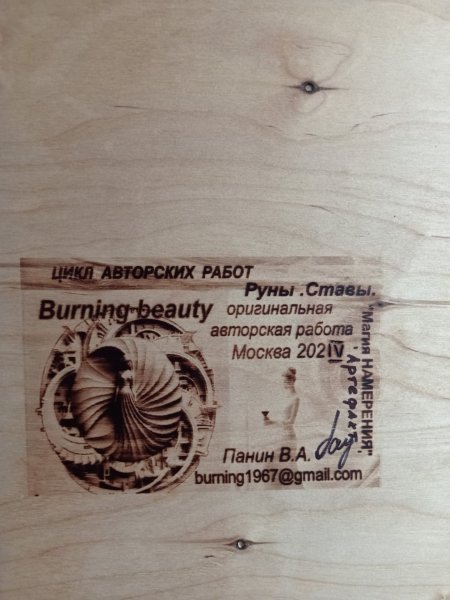 ЦИКЛ АВТОРСКИХ РАБОТ
Руны .Ставы.
Burning beauty оригинальная
авторская работа
Москва 202IV
"Магия НАМЕРЕНИЯ"
Артефакт.
Панин В.А.
burning1967@gmail.com